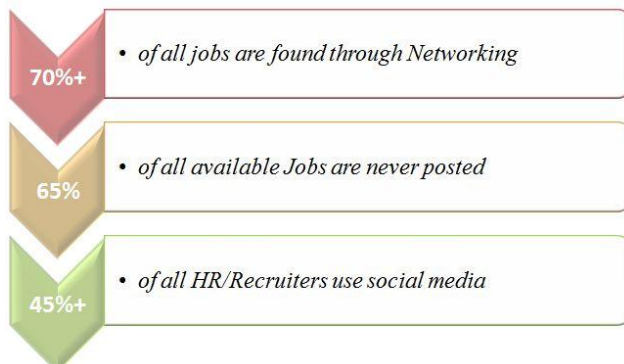 70%+
• of all jobs are found through Networking
65%
• of all available Jobs are never posted
45%+
• of all HR/Recruiters use social media